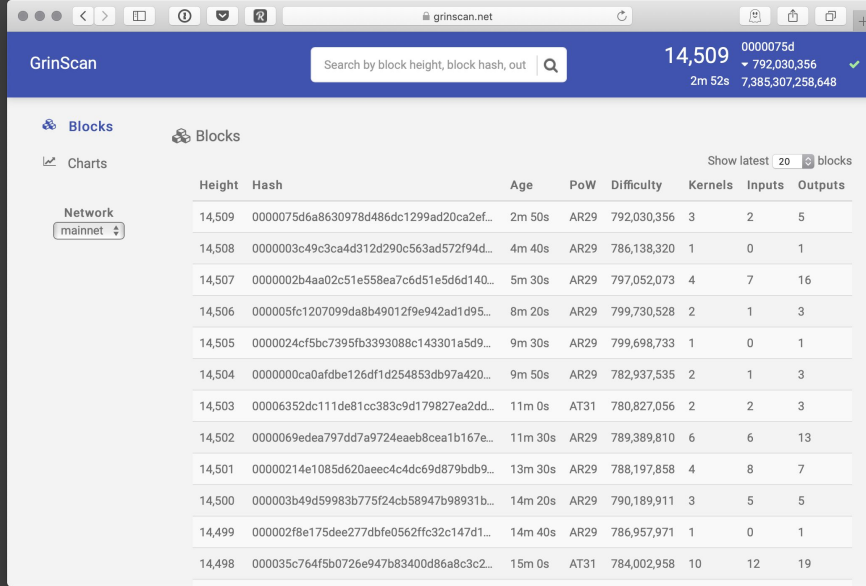 grinscan.net
GrinScan
Search by block height, block hash, out
14,509
2m 52s
0000075d
792,030,356
7,385,307,258,648
Blocks
Charts
Network
mainnet
Blocks
Show latest 20 blocks
Height Hash Age PoW Difficulty Kernels Inputs Outputs
14,509 0000075d6a8630978d486dc1299ad20ca2ef... 2m 50s AR29 792,030,356 3 2 5
14,508 0000003c49c3ca4d312d290c563ad572f94d... 4m 40s AR29 786,138,320 1 0 1
14,507 0000002b4aa02c51e558ea7c6d51e5d6d140... 5m 30s AR29 797,052,073 4 7 16
14,506 000005fc1207099da8b49012f9e942ad1d95... 8m 20s AR29 799,730,528 2 1 3
14,505 0000024cf5bc7395fb3393088c143301a5d9... 9m 30s AR29 799,698,733 1 0 1
14,504 0000000ca0afdbe126df1d254853db97a420... 9m 50s AR29 782,937,535 2 1 3
14,503 00006352dc111de81cc383c9d179827ea2dd... 11m 0s AT31 780,827,056 2 2 3
14,502 0000069edea797dd7a9724eaeb8cea1b167e... 11m 30s AR29 789,389,810 6 6 13
14,501 00000214e1085d620aeec4c4dc69d879bdb9... 13m 30s AR29 788,197,858 4 8 7
14,500 000003b49d59983b775f24cb58947b98931b... 14m 20s AR29 790,189,911 3 5 5
14,499 000002f8e175dee277dbfe0562ffc32c147d1... 14m 40s AR29 786,957,971 1 0 1
14,498 000035c764f5b0726e947b83400d86a8c3c2... 15m 0s AT31 784,002,958 10 12 19